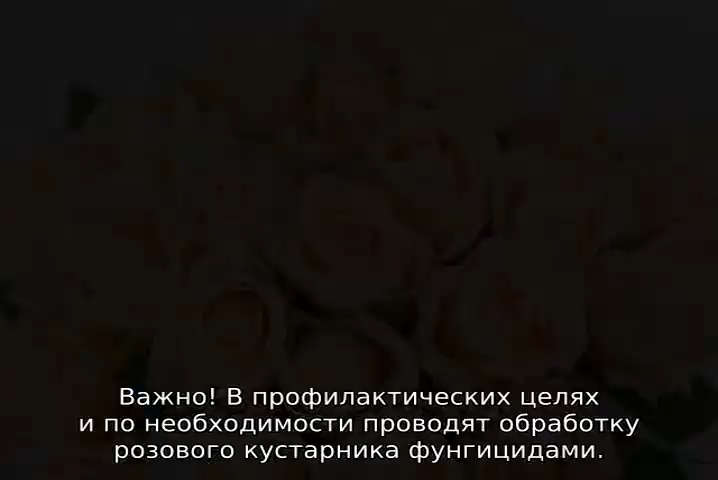 Важно! В профилактических целях
и по необходимости проводят обработку
розового кустарника фунгицидами.